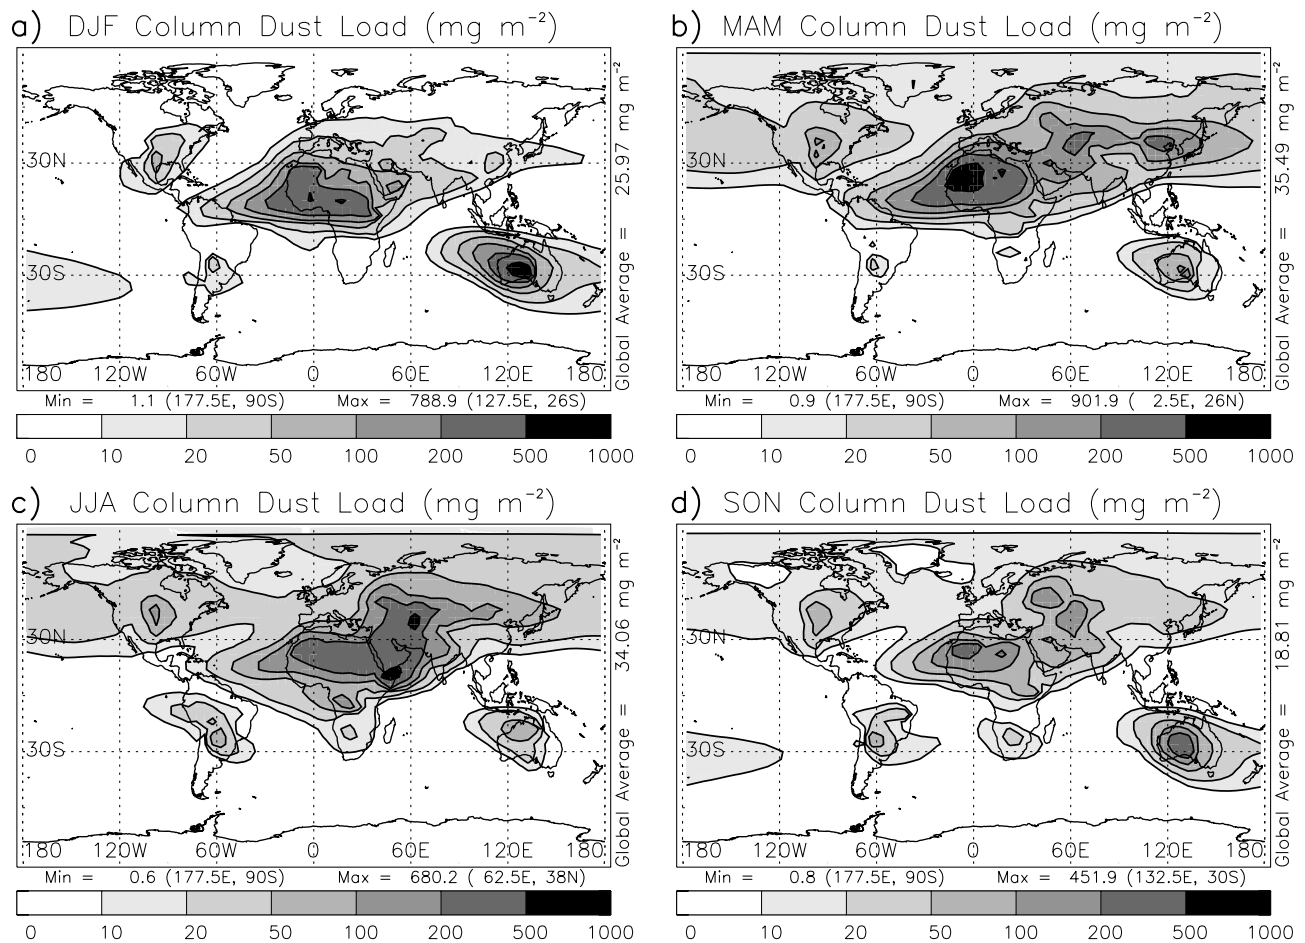 a) DJF Column Dust Load (mg m⁻²)
30N
30S
180 120W 60W 0 60E 120E 180
Global Average = 25.97 mg m⁻²
Min = 1.1 (177.5E, 90S) Max = 788.9 (127.5E, 26S)
0 10 20 50 100 200 500 1000
b) MAM Column Dust Load (mg m⁻²)
30N
30S
180 120W 60W 0 60E 120E 180
Global Average = 35.49 mg m⁻²
Min = 0.9 (177.5E, 90S) Max = 901.9 ( 2.5E, 26N)
0 10 20 50 100 200 500 1000
c) JJA Column Dust Load (mg m⁻²)
30N
30S
180 120W 60W 0 60E 120E 180
Global Average = 34.06 mg m⁻²
Min = 0.6 (177.5E, 90S) Max = 680.2 ( 62.5E, 38N)
0 10 20 50 100 200 500 1000
d) SON Column Dust Load (mg m⁻²)
30N
30S
180 120W 60W 0 60E 120E 180
Global Average = 18.81 mg m⁻²
Min = 0.8 (177.5E, 90S) Max = 451.9 (132.5E, 30S)
0 10 20 50 100 200 500 1000